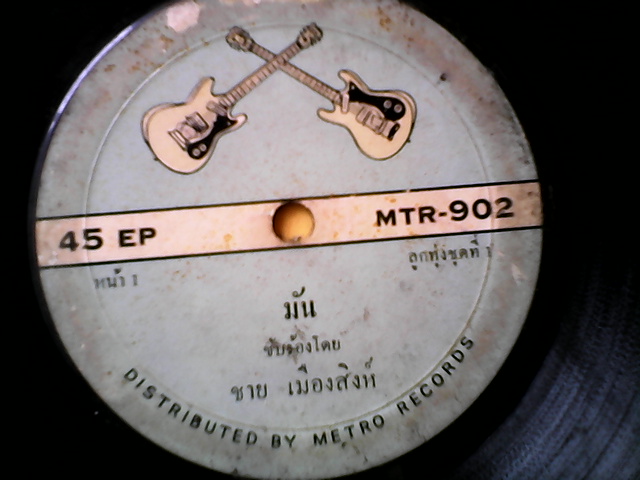 45 EP
MTR-902
หน้า 1
ลูกทุ่งชุดที่ 1
มัน
ขับร้องโดย
ชาย เมืองสิงห์
DISTRIBUTED BY METRO RECORDS